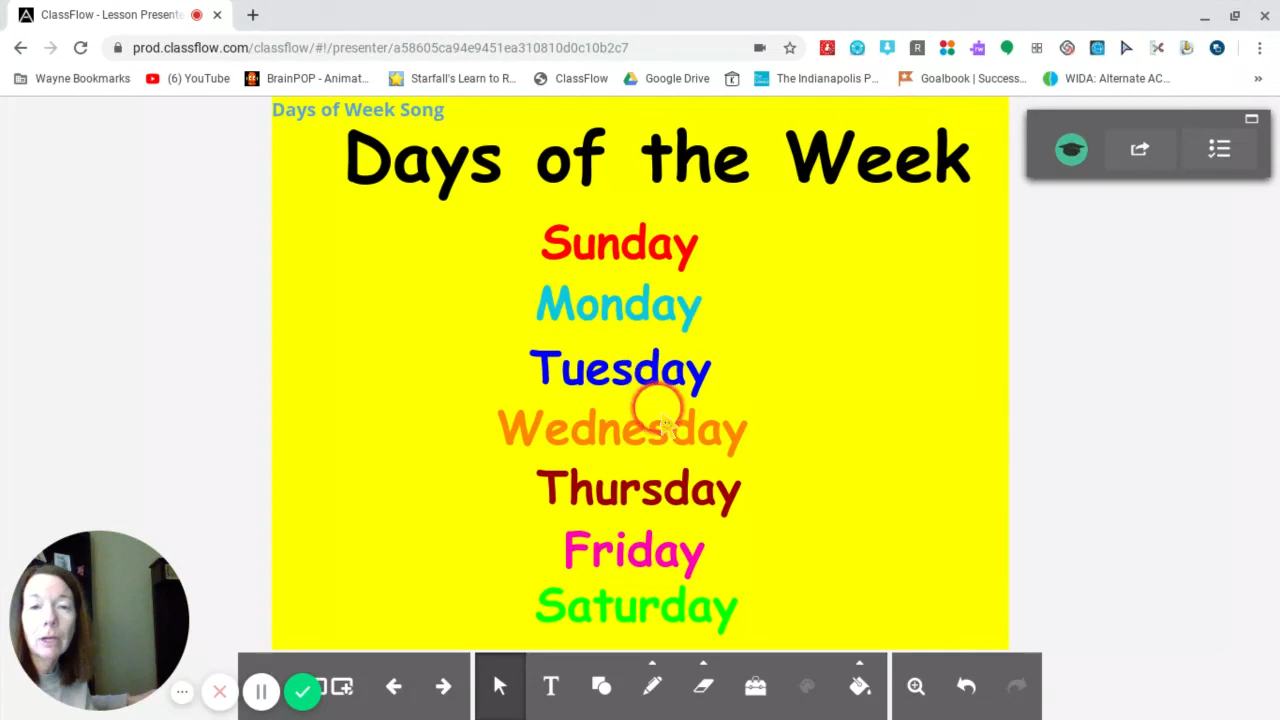 ClassFlow - Lesson Presente
prod.classflow.com/classflow/#!/presenter/a58605ca94e9451ea310810d0c10b2c7
Wayne Bookmarks
(6) YouTube
BrainPOP - Animat...
Starfall's Learn to R...
ClassFlow
Google Drive
The Indianapolis P...
Goalbook | Success...
WIDA: Alternate AC...
»
Days of Week Song
Days of the Week
Sunday
Monday
Tuesday
Wednesday
Thursday
Friday
Saturday
T